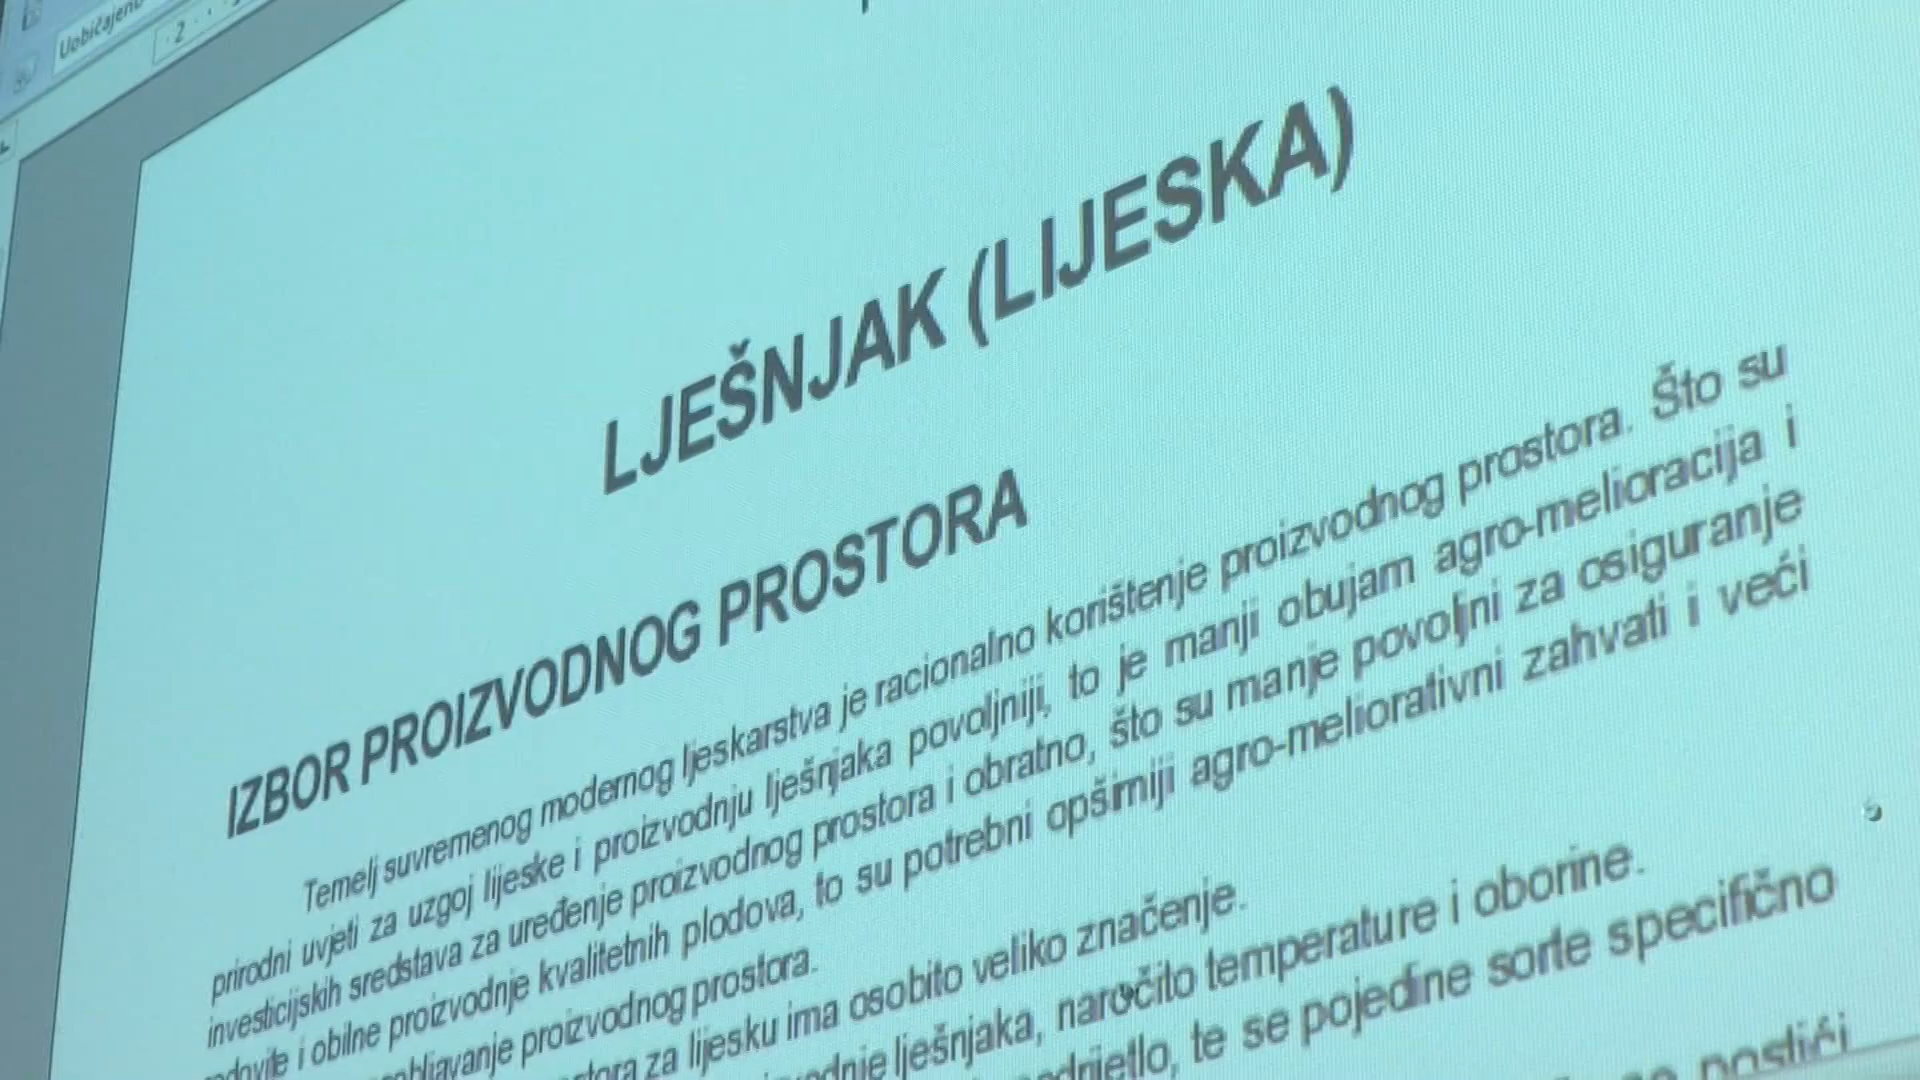 Uobičajeno
2
LJEŠNJAK (LIJESKA)
IZBOR PROIZVODNOG PROSTORA
Temelj suvremenog modernog ljeskarstva je racionalno korištenje proizvodnog prostora. Što su
prirodni uvjeti za uzgoj lijeske i proizvodnju lješnjaka povoljniji, to je manji obujam agro-melioracija i
investicijskih sredstava za uređenje proizvodnog prostora i obratno, što su manje povoljni za osiguranje
i obilne proizvodnje kvalitetnih plodova, to su potrebni opširniji agro-meliorativni zahvati i veći
proizvodnog prostora.
za lijesku ima osobito veliko značenje.
lješnjaka, naročito temperature i oborine.
te se pojedine sorte specifično
postići